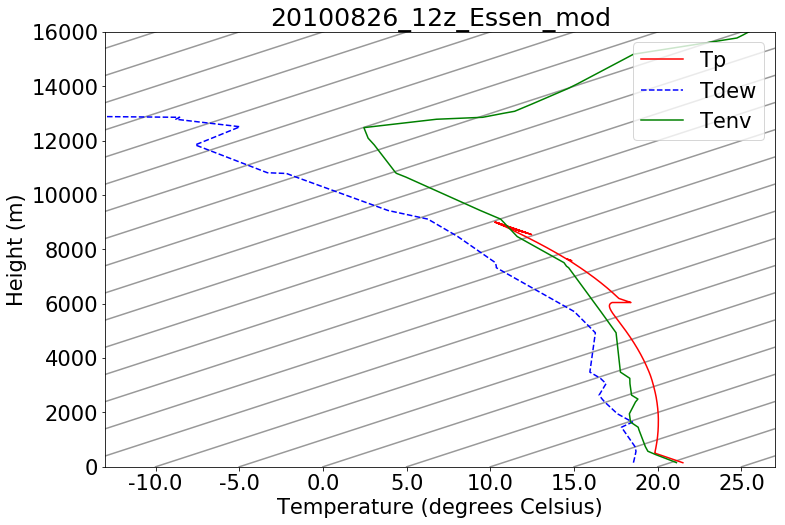 20100826_12z_Essen_mod
16000
14000
12000
10000
8000
6000
4000
2000
0
Height (m)
Tp
Tdew
Tenv
-10.0 -5.0 0.0 5.0 10.0 15.0 20.0 25.0
Temperature (degrees Celsius)